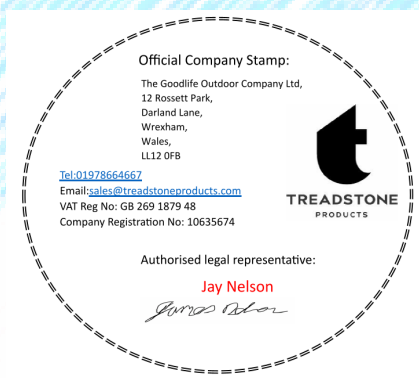 Official Company Stamp:
The Goodlife Outdoor Company Ltd,
12 Rossett Park,
Darland Lane,
Wrexham,
Wales,
LL12 0FB
Tel:01978664667
Email:sales@treadstoneproducts.com
VAT Reg No: GB 269 1879 48
Company Registration No: 10635674
TREADSTONE
PRODUCTS
Authorised legal representative:
Jay Nelson